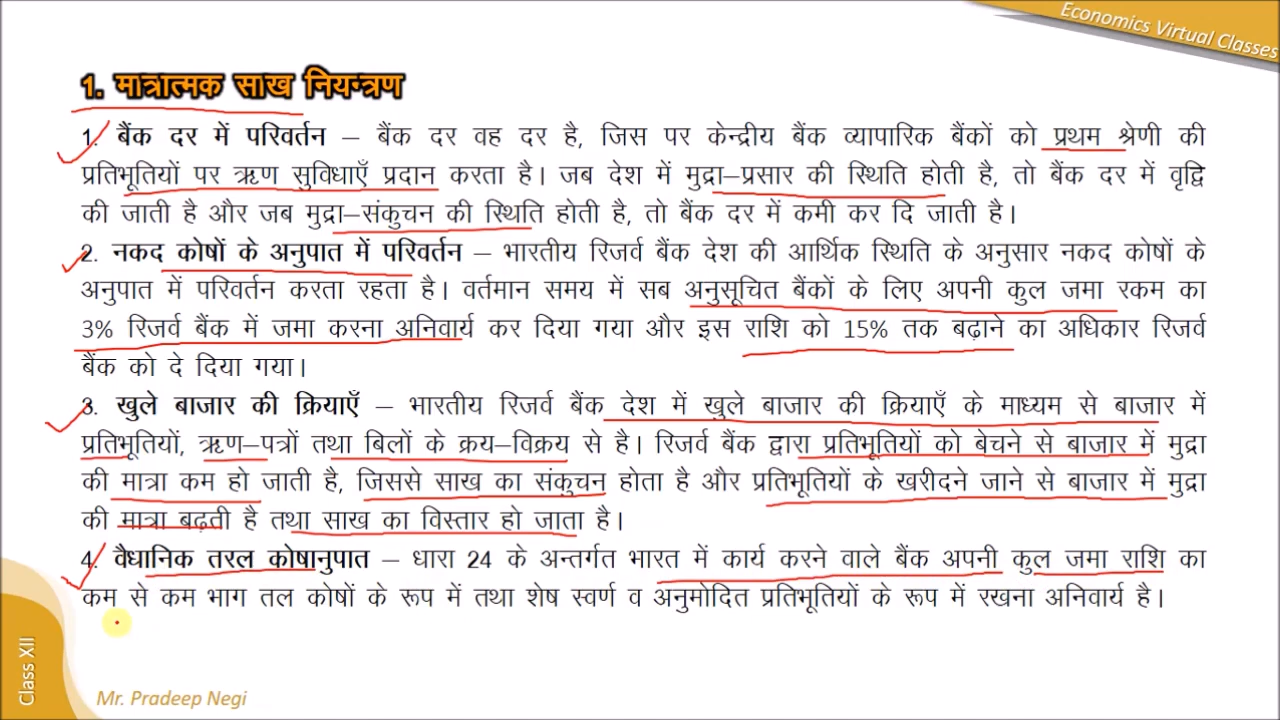 Economics Virtual Classes
1. मात्रात्मक साख नियन्त्रण
1. बैंक दर में परिवर्तन – बैंक दर वह दर है, जिस पर केन्द्रीय बैंक व्यापारिक बैंकों को प्रथम श्रेणी की
प्रतिभूतियों पर ऋण सुविधाएँ प्रदान करता है। जब देश में मुद्रा–प्रसार की स्थिति होती है, तो बैंक दर में वृद्वि
की जाती है और जब मुद्रा–संकुचन की स्थिति होती है, तो बैंक दर में कमी कर दि जाती है।
2. नकद कोषों के अनुपात में परिवर्तन – भारतीय रिजर्व बैंक देश की आर्थिक स्थिति के अनुसार नकद कोषों के
अनुपात में परिवर्तन करता रहता है। वर्तमान समय में सब अनुसूचित बैंकों के लिए अपनी कुल जमा रकम का
3% रिजर्व बैंक में जमा करना अनिवार्य कर दिया गया और इस राशि को 15% तक बढ़ाने का अधिकार रिजर्व
बैंक को दे दिया गया।
3. खुले बाजार की क्रियाएँ – भारतीय रिजर्व बैंक देश में खुले बाजार की क्रियाएँ के माध्यम से बाजार में
प्रतिभूतियों, ऋण–पत्रों तथा बिलों के क्रय–विक्रय से है। रिजर्व बैंक द्वारा प्रतिभूतियों को बेचने से बाजार में मुद्रा
की मात्रा कम हो जाती है, जिससे साख का संकुचन होता है और प्रतिभूतियों के खरीदने जाने से बाजार में मुद्रा
की मात्रा बढ़ती है तथा साख का विस्तार हो जाता है।
4. वैधानिक तरल कोषानुपात – धारा 24 के अन्तर्गत भारत में कार्य करने वाले बैंक अपनी कुल जमा राशि का
कम से कम भाग तल कोषों के रूप में तथा शेष स्वर्ण व अनुमोदित प्रतिभूतियों के रूप में रखना अनिवार्य है।
Class XII
Mr. Pradeep Negi